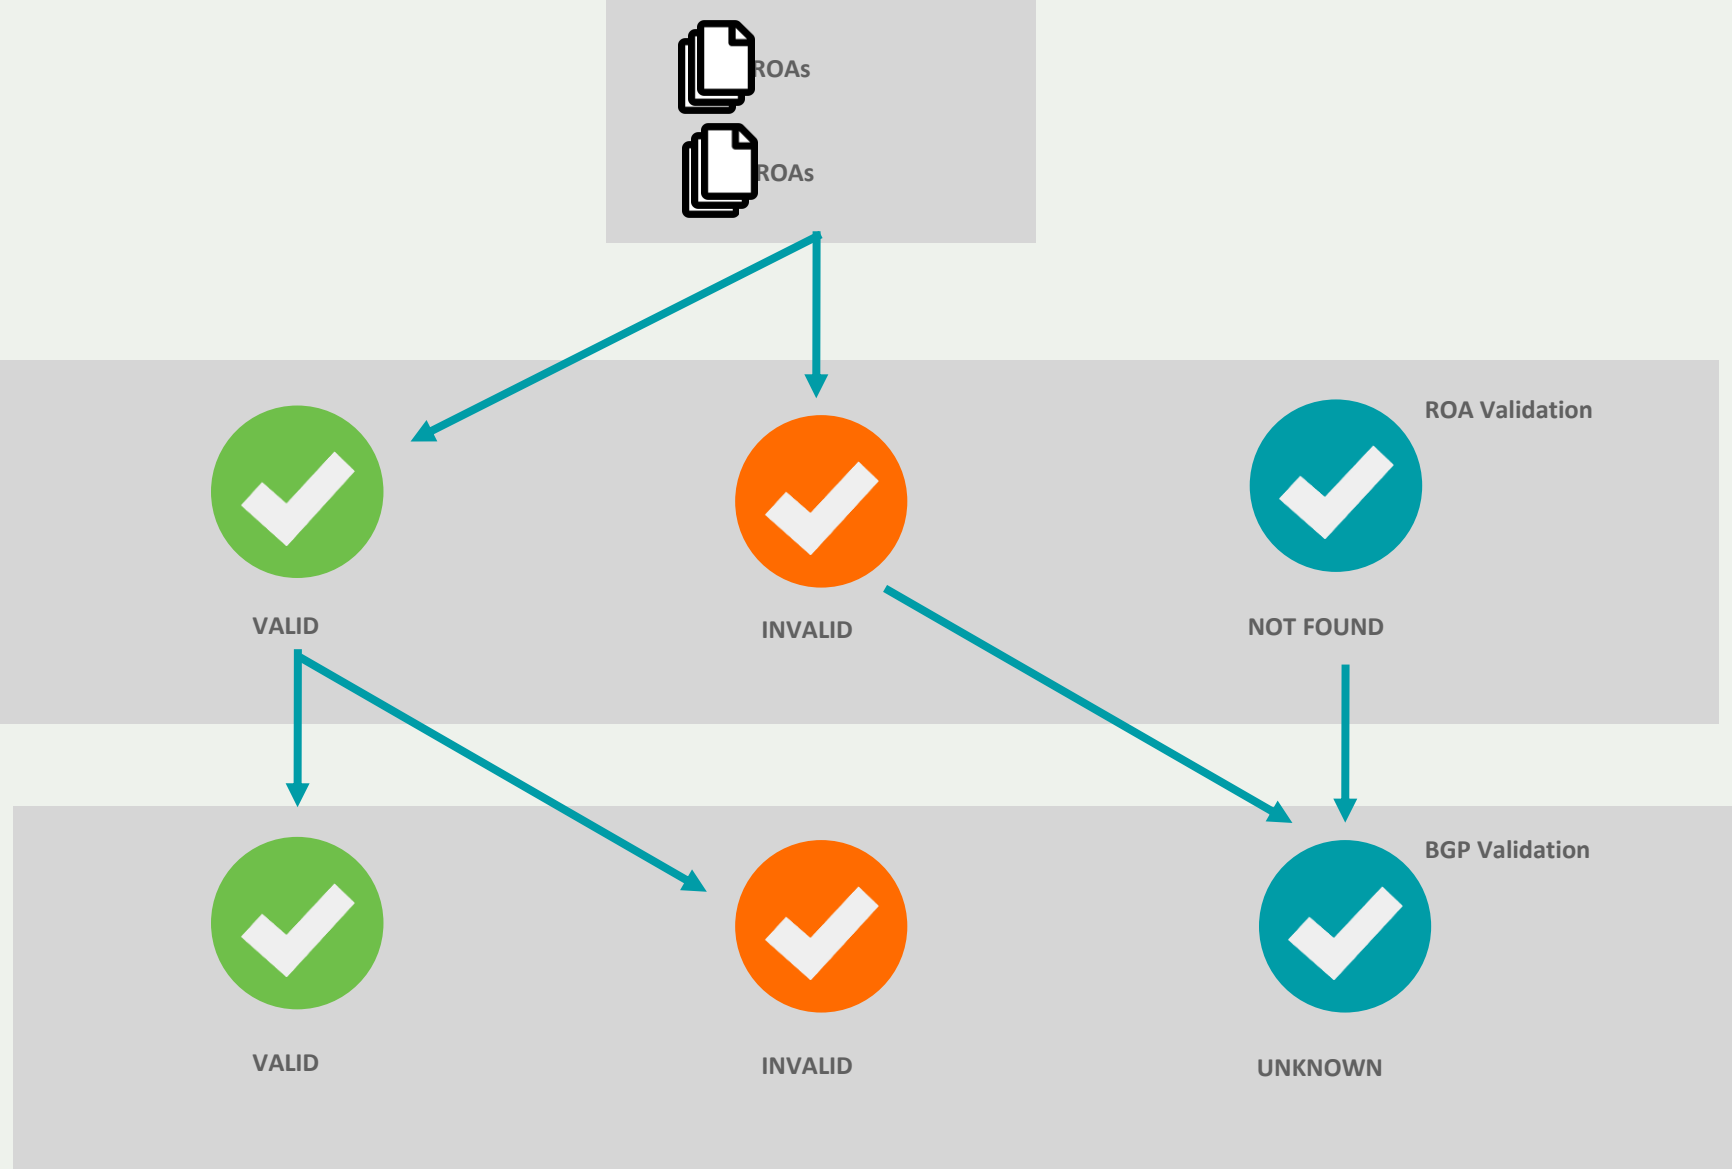 ROAs
ROAs
ROA Validation
VALID
INVALID
NOT FOUND
BGP Validation
VALID
INVALID
UNKNOWN